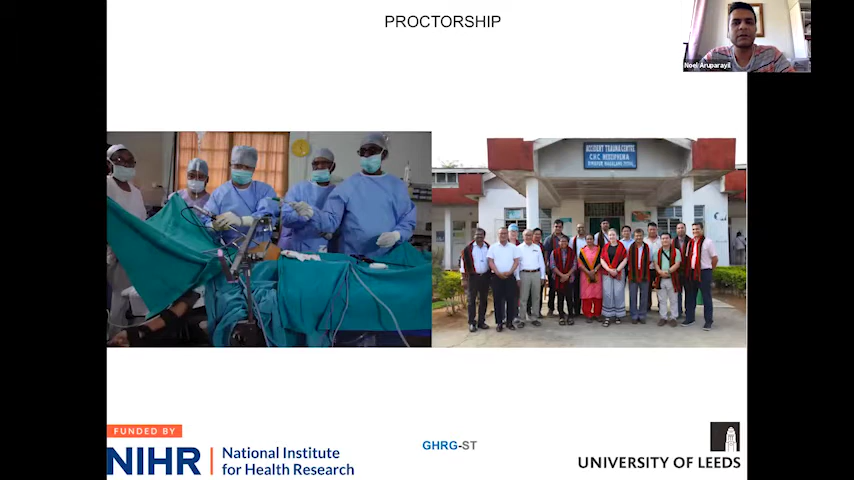 PROCTORSHIP
Noel Aruparayil
ACCIDENT TRAUMA CENTRE
FUNDED BY
NIHR
National Institute
for Health Research
GHRG-ST
UNIVERSITY OF LEEDS